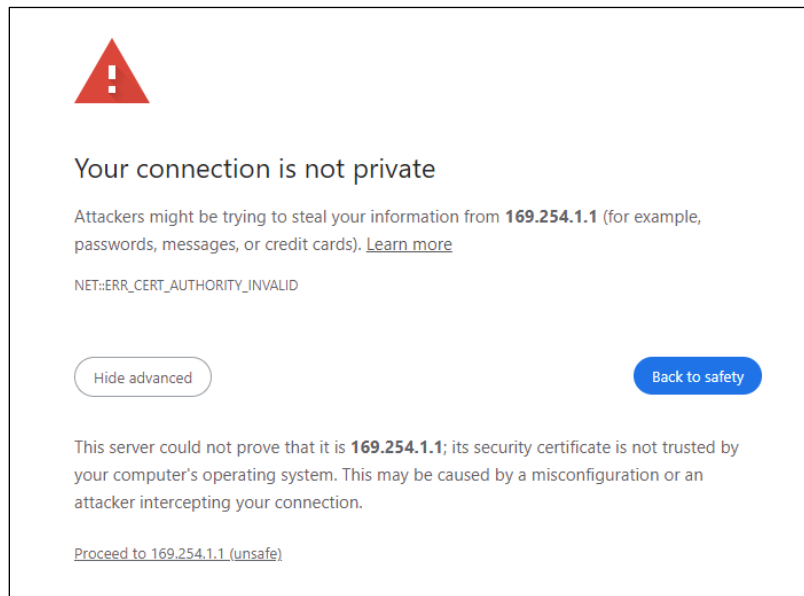 Your connection is not private
Attackers might be trying to steal your information from 169.254.1.1 (for example,
passwords, messages, or credit cards). Learn more
NET::ERR_CERT_AUTHORITY_INVALID
Hide advanced
Back to safety
This server could not prove that it is 169.254.1.1; its security certificate is not trusted by
your computer's operating system. This may be caused by a misconfiguration or an
attacker intercepting your connection.
Proceed to 169.254.1.1 (unsafe)